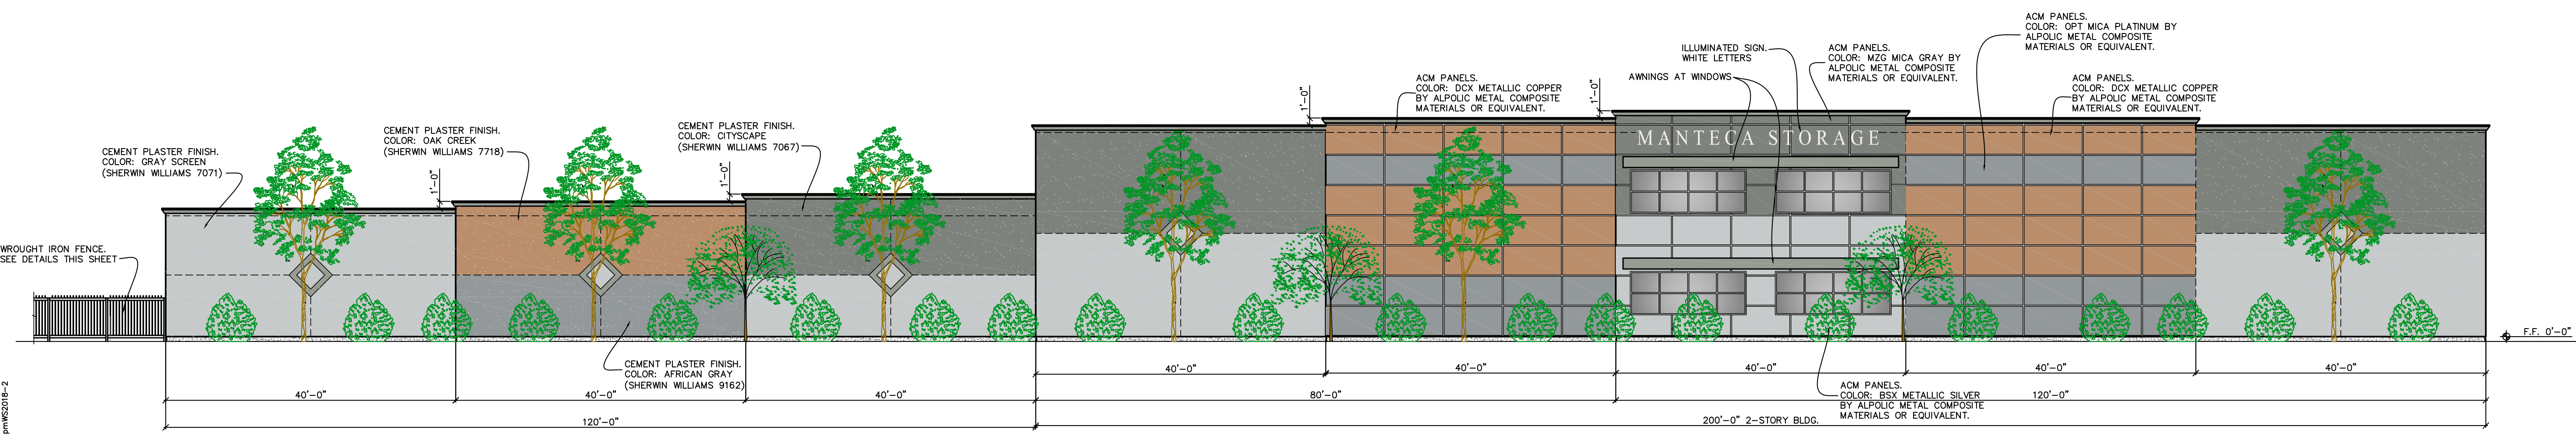 CEMENT PLASTER FINISH.
COLOR: GRAY SCREEN
(SHERWIN WILLIAMS 7071)
WROUGHT IRON FENCE.
SEE DETAILS THIS SHEET
CEMENT PLASTER FINISH.
COLOR: OAK CREEK
(SHERWIN WILLIAMS 7718)
1'-0"
CEMENT PLASTER FINISH.
COLOR: CITYSCAPE
(SHERWIN WILLIAMS 7067)
1'-0"
1'-0"
ACM PANELS.
COLOR: DCX METALLIC COPPER
BY ALPOLIC METAL COMPOSITE
MATERIALS OR EQUIVALENT.
1'-0"
ILLUMINATED SIGN.
WHITE LETTERS
AWNINGS AT WINDOWS
ACM PANELS.
COLOR: MZG MICA GRAY BY
ALPOLIC METAL COMPOSITE
MATERIALS OR EQUIVALENT.
ACM PANELS.
COLOR: OPT MICA PLATINUM BY
ALPOLIC METAL COMPOSITE
MATERIALS OR EQUIVALENT.
ACM PANELS.
COLOR: DCX METALLIC COPPER
BY ALPOLIC METAL COMPOSITE
MATERIALS OR EQUIVALENT.
MANTECA STORAGE
F.F. 0'-0"
CEMENT PLASTER FINISH.
COLOR: AFRICAN GRAY
(SHERWIN WILLIAMS 9162)
ACM PANELS.
COLOR: BSX METALLIC SILVER
BY ALPOLIC METAL COMPOSITE
MATERIALS OR EQUIVALENT.
40'-0"
40'-0"
40'-0"
40'-0"
40'-0"
40'-0"
40'-0"
40'-0"
80'-0"
120'-0"
120'-0"
200'-0" 2-STORY BLDG.
pmWS2018-2